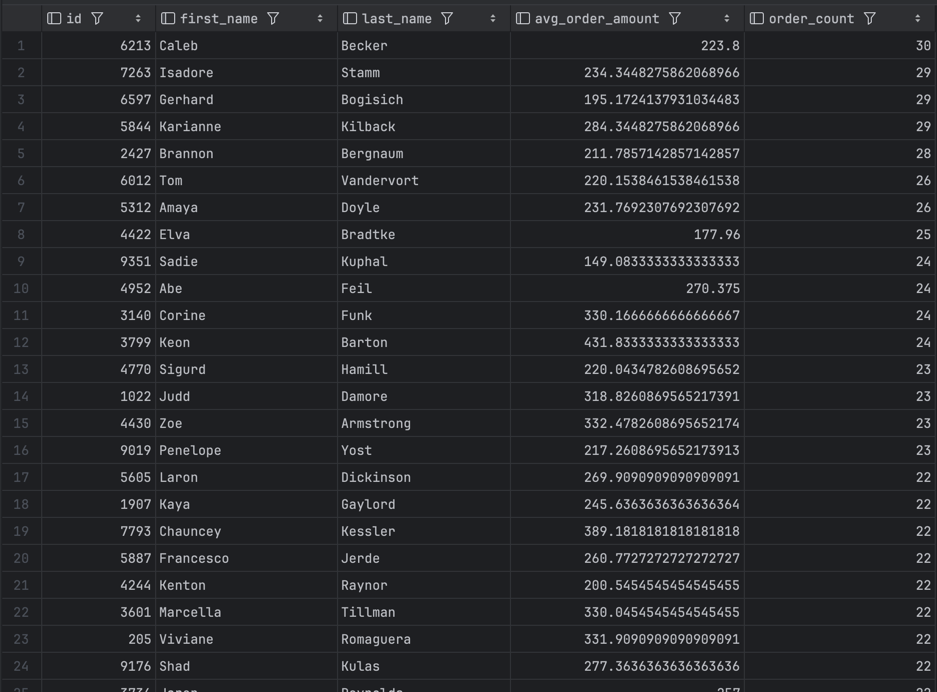 id first_name last_name avg_order_amount order_count
1 6213 Caleb Becker 223.8 30
2 7263 Isadore Stamm 234.3448275862068966 29
3 6597 Gerhard Bogisich 195.1724137931034483 29
4 5844 Karianne Kilback 284.3448275862068966 29
5 2427 Brannon Bergnaum 211.7857142857142857 28
6 6012 Tom Vandervort 220.1538461538461538 26
7 5312 Amaya Doyle 231.7692307692307692 26
8 4422 Elva Bradtke 177.96 25
9 9351 Sadie Kuphal 149.0833333333333333 24
10 4952 Abe Feil 270.375 24
11 3140 Corine Funk 330.1666666666666667 24
12 3799 Keon Barton 431.8333333333333333 24
13 4770 Sigurd Hamill 220.0434782608695652 23
14 1022 Judd Damore 318.8260869565217391 23
15 4430 Zoe Armstrong 332.4782608695652174 23
16 9019 Penelope Yost 217.2608695652173913 23
17 5605 Laron Dickinson 269.9090909090909091 22
18 1907 Kaya Gaylord 245.6363636363636364 22
19 7793 Chauncey Kessler 389.1818181818181818 22
20 5887 Francesco Jerde 260.7727272727272727 22
21 4244 Kenton Raynor 200.5454545454545455 22
22 3601 Marcella Tillman 330.0454545454545455 22
23 205 Viviane Romaguera 331.9090909090909091 22
24 9176 Shad Kulas 277.3636363636363636 22